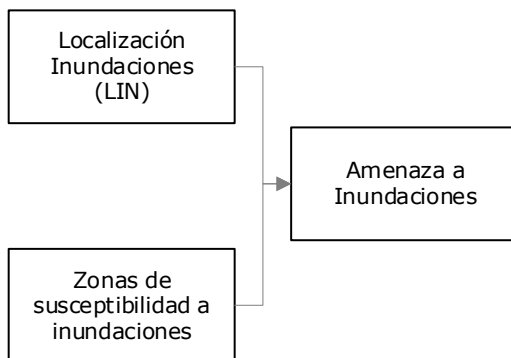 Localización
Inundaciones
(LIN)
Amenaza a
Inundaciones
Zonas de
susceptibilidad a
inundaciones